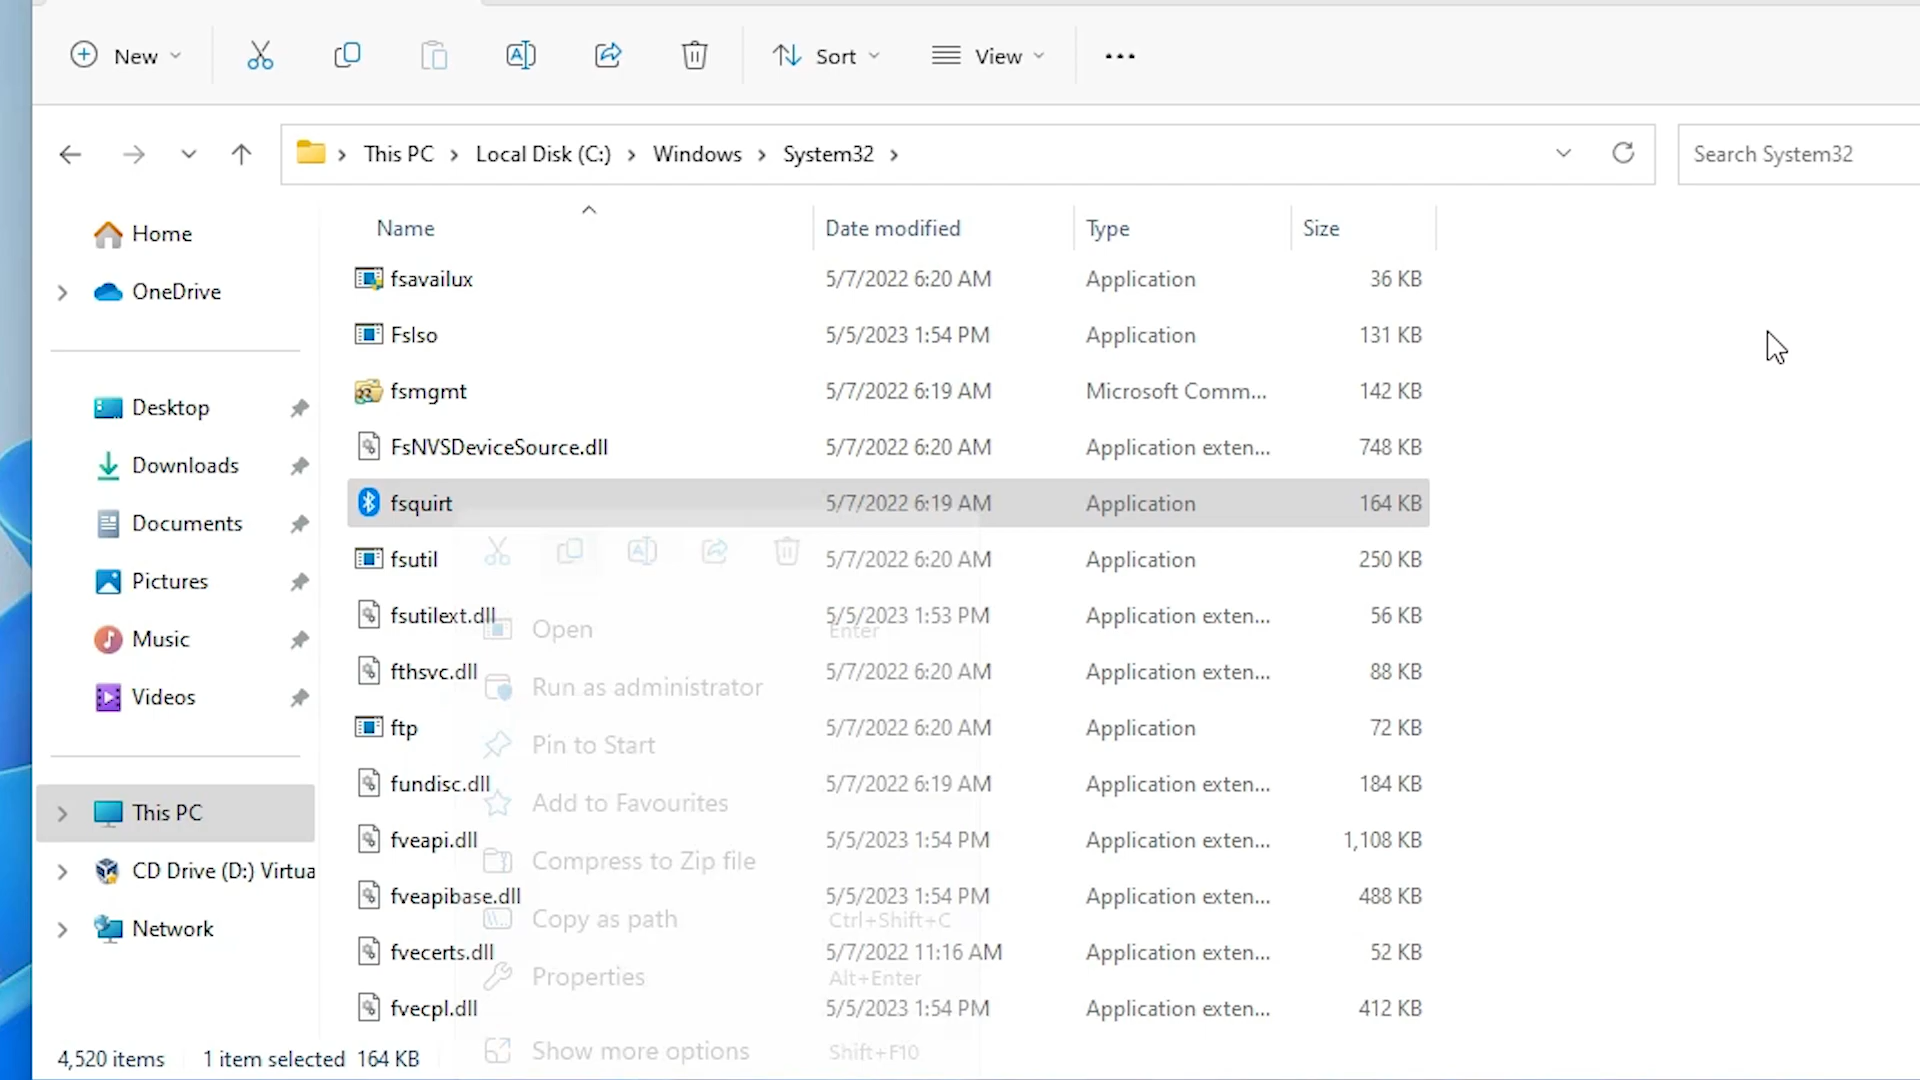 New
Sort
View
This PC
Local Disk (C:)
Windows
System32
Search System32
Home
OneDrive
Desktop
Downloads
Documents
Pictures
Music
Videos
This PC
CD Drive (D:) Virtua
Network
Name Date modified Type Size
fsavailux 5/7/2022 6:20 AM Application 36 KB
FsIso 5/5/2023 1:54 PM Application 131 KB
fsmgmt 5/7/2022 6:19 AM Microsoft Comm... 142 KB
FsNVSDeviceSource.dll 5/7/2022 6:20 AM Application exten... 748 KB
fsquirt 5/7/2022 6:19 AM Application 164 KB
fsutil 5/7/2022 6:20 AM Application 250 KB
fsutilext.dll 5/5/2023 1:53 PM Application exten... 56 KB
fthsvc.dll 5/7/2022 6:20 AM Application exten... 88 KB
ftp 5/7/2022 6:20 AM Application 72 KB
fundisc.dll 5/7/2022 6:19 AM Application exten... 184 KB
fveapi.dll 5/5/2023 1:54 PM Application exten... 1,108 KB
fveapibase.dll 5/5/2023 1:54 PM Application exten... 488 KB
fvecerts.dll 5/7/2022 11:16 AM Application exten... 52 KB
fvecpl.dll 5/5/2023 1:54 PM Application exten... 412 KB
Open Enter
Run as administrator
Pin to Start
Add to Favourites
Compress to Zip file
Copy as path Ctrl+Shift+C
Properties Alt+Enter
Show more options Shift+F10
4,520 items 1 item selected 164 KB